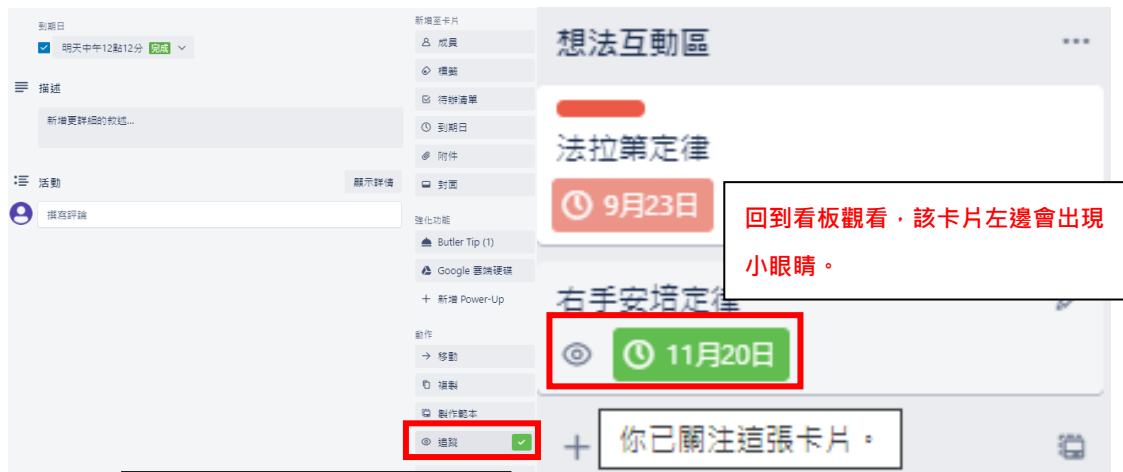 到期日
明天中午12點12分 完成
描述
新增更詳細的敘述...
活動
顯示詳情
撰寫評論
新增至卡片
成員
標籤
待辦清單
到期日
附件
封面
強化功能
Butler Tip (1)
Google 雲端硬碟
+ 新增 Power-Up
動作
→ 移動
複製
製作範本
追蹤
想法互動區
法拉第定律
9月23日
回到看板觀看，該卡片左邊會出現
小眼睛。
右手安培定律
11月20日
+
你已關注這張卡片。